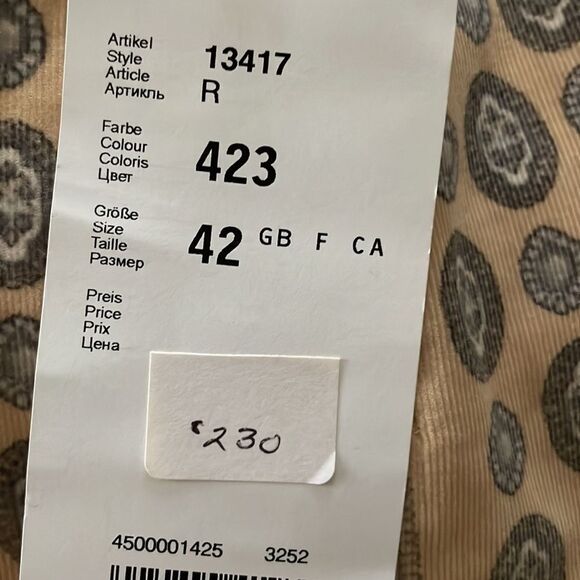 Artikel
Style 13417
Article
Артикль R
Farbe
Colour 423
Coloris
Цвет
Größe
Size 42 GB F CA
Taille
Размер
Preis
Price
Prix
Цена
'230
4500001425 3252